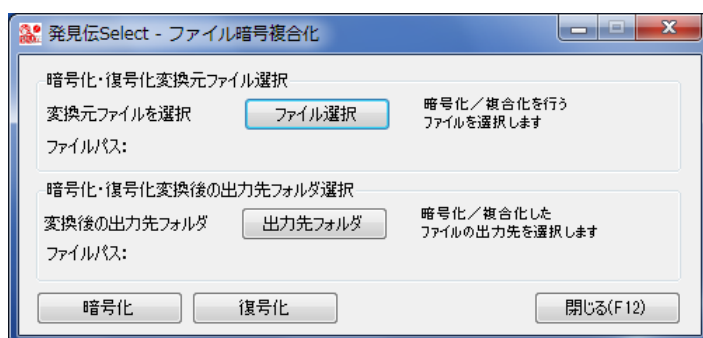 発見伝Select - ファイル暗号複合化
暗号化・復号化変換元ファイル選択
変換元ファイルを選択 ファイル選択 暗号化／複合化を行う
ファイルを選択します
ファイルパス：
暗号化・復号化変換後の出力先フォルダ選択
変換後の出力先フォルダ 出力先フォルダ 暗号化／複合化した
ファイルの出力先を選択します
ファイルパス：
暗号化 復号化 閉じる(F12)